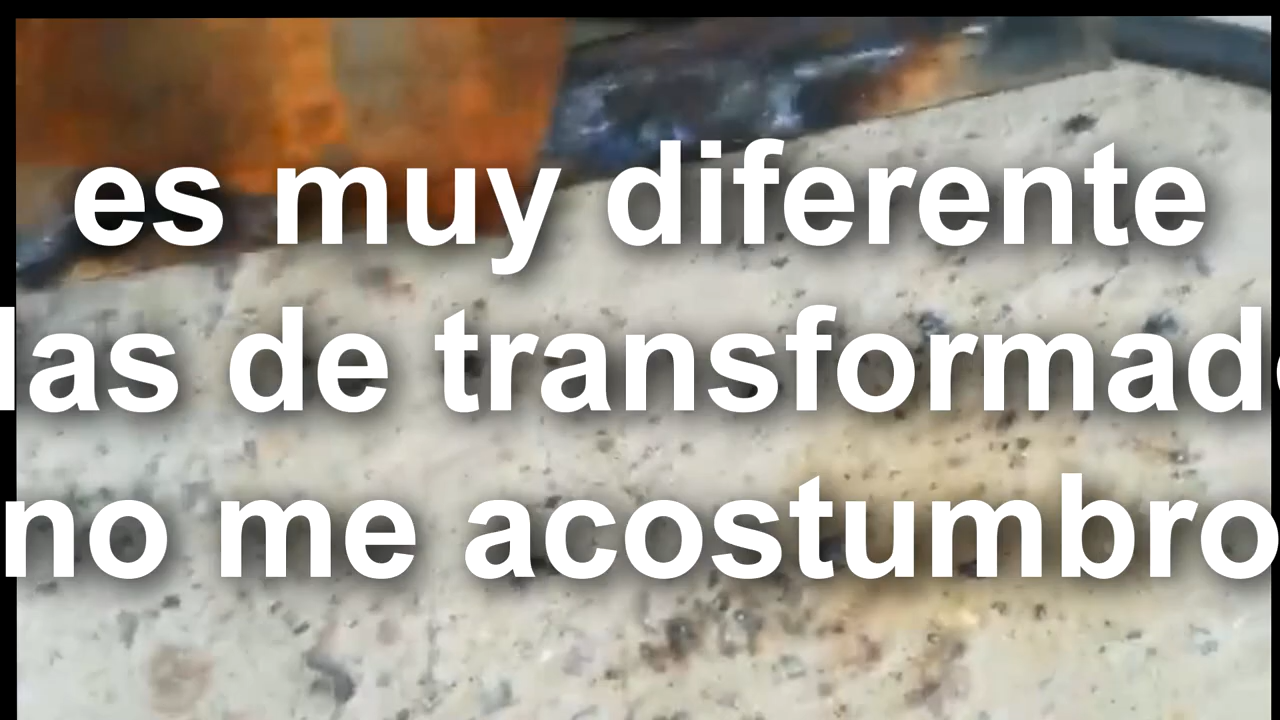 es muy diferente
las de transformad
no me acostumbro